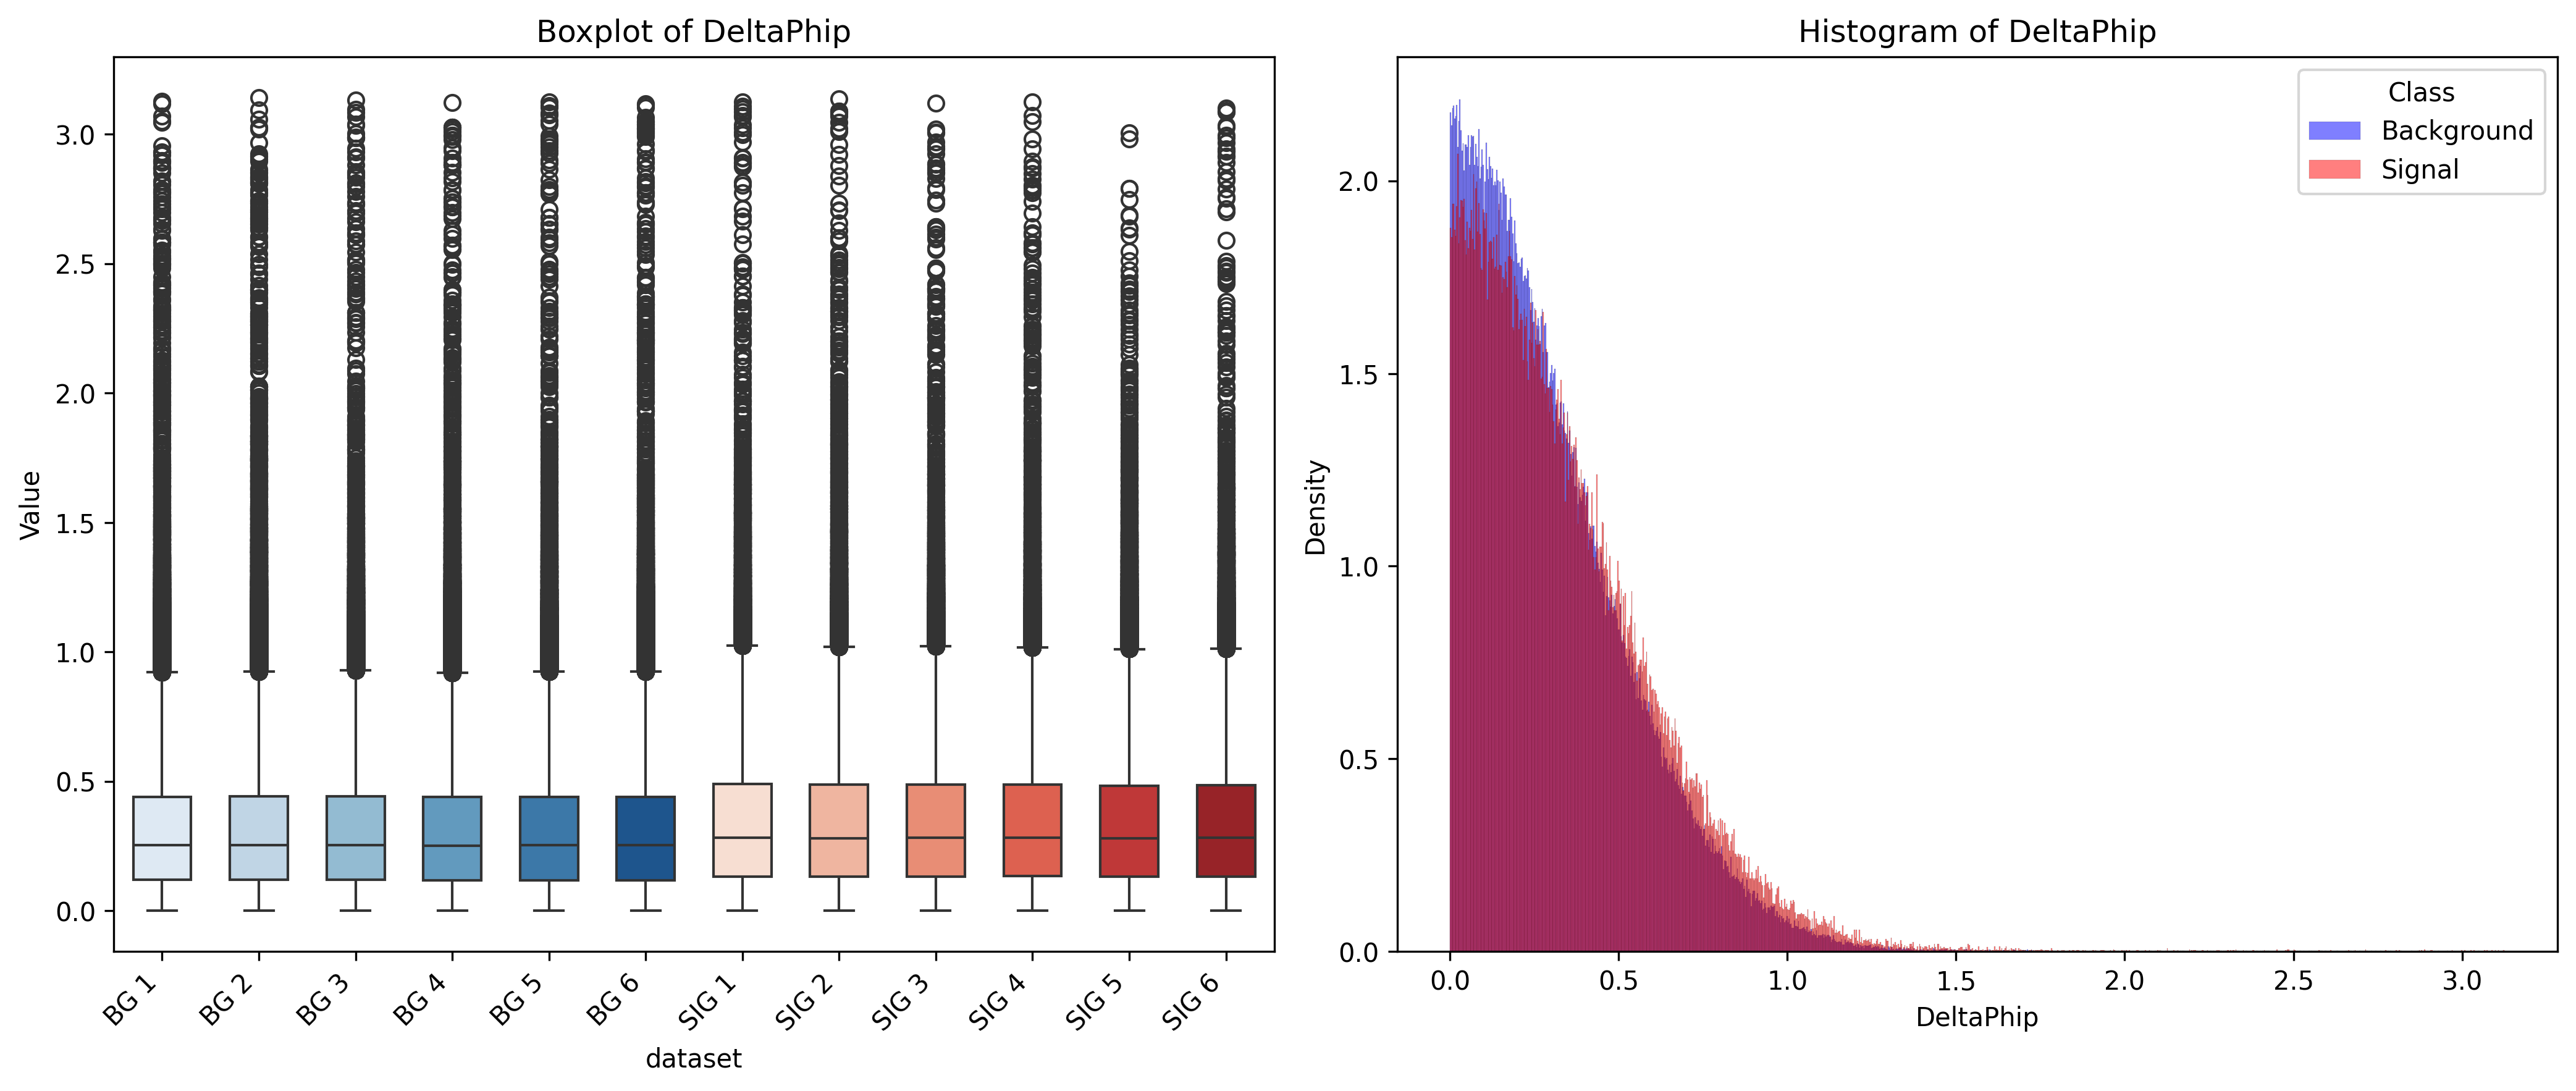 Boxplot of DeltaPhip
Value
3.0
2.5
2.0
1.5
1.0
0.5
0.0
BG 1
BG 2
BG 3
BG 4
BG 5
BG 6
SIG 1
SIG 2
SIG 3
SIG 4
SIG 5
SIG 6
dataset
Histogram of DeltaPhip
Class
Background
Signal
Density
2.0
1.5
1.0
0.5
0.0
0.0
0.5
1.0
1.5
2.0
2.5
3.0
DeltaPhip